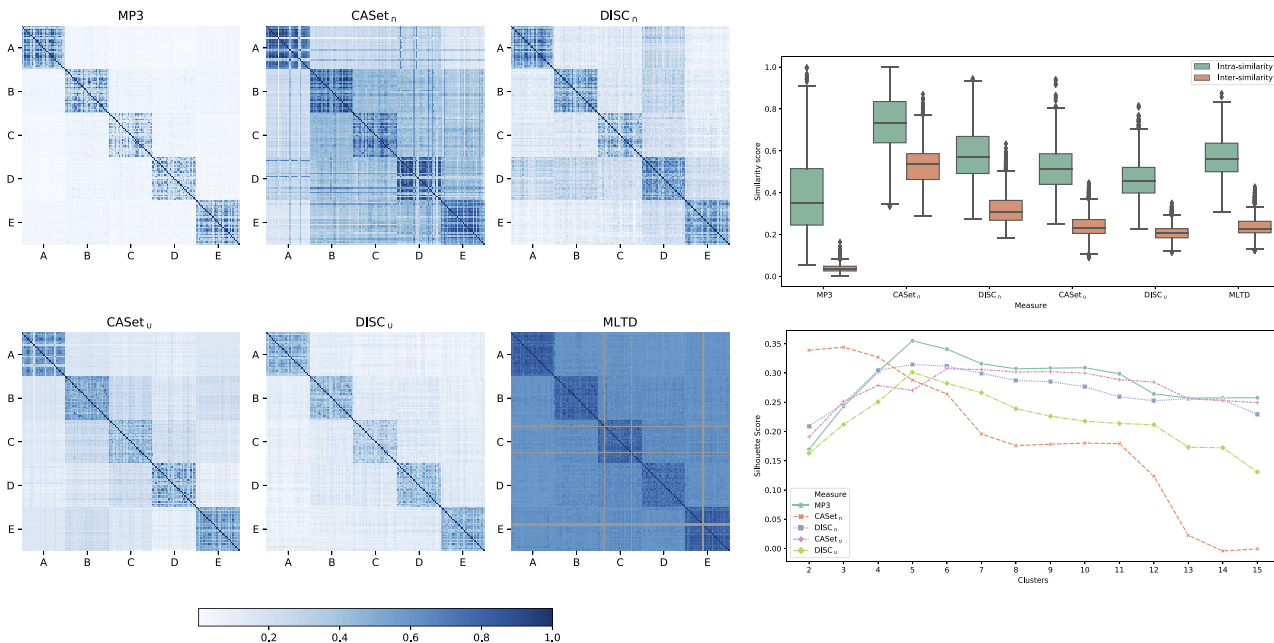 MP3
CASet n
DISC n
A
B
C
D
E
A
B
C
D
E
A
B
C
D
E
A B C D E
A B C D E
A B C D E
CASet u
DISC u
MLTD
A
B
C
D
E
A
B
C
D
E
A
B
C
D
E
A B C D E
A B C D E
A B C D E
0.2 0.4 0.6 0.8 1.0
Intra-similarity
Inter-similarity
1.0
0.8
0.6
0.4
0.2
0.0
Similarity score
MP3 CASet n DISC n CASet u DISC u MLTD
Measure
0.35
0.30
0.25
0.20
0.15
0.10
0.05
0.00
Silhouette Score
Measure
MP3
CASet n
DISC n
CASet u
DISC u
2 3 4 5 6 7 8 9 10 11 12 13 14 15
Clusters